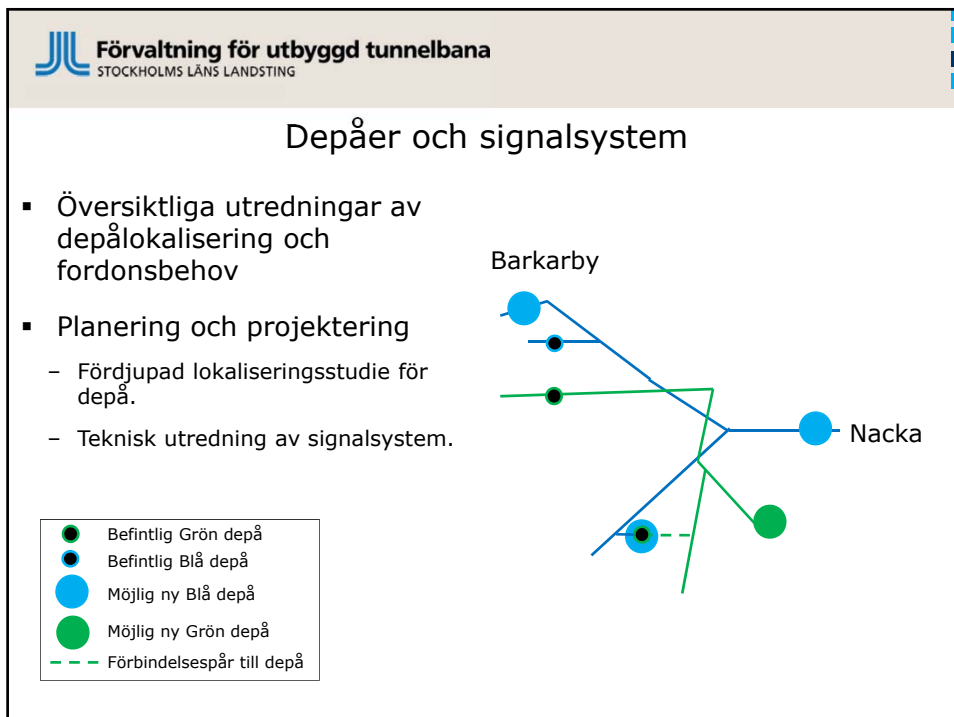 Förvaltning för utbyggd tunnelbana
STOCKHOLMS LÄNS LANDSTING
Depåer och signalsystem
▪ Översiktliga utredningar av
depålokalisering och
fordonsbehov
▪ Planering och projektering
– Fördjupad lokaliseringsstudie för
depå.
– Teknisk utredning av signalsystem.
Barkarby
Nacka
Befintlig Grön depå
Befintlig Blå depå
Möjlig ny Blå depå
Möjlig ny Grön depå
Förbindelsespår till depå